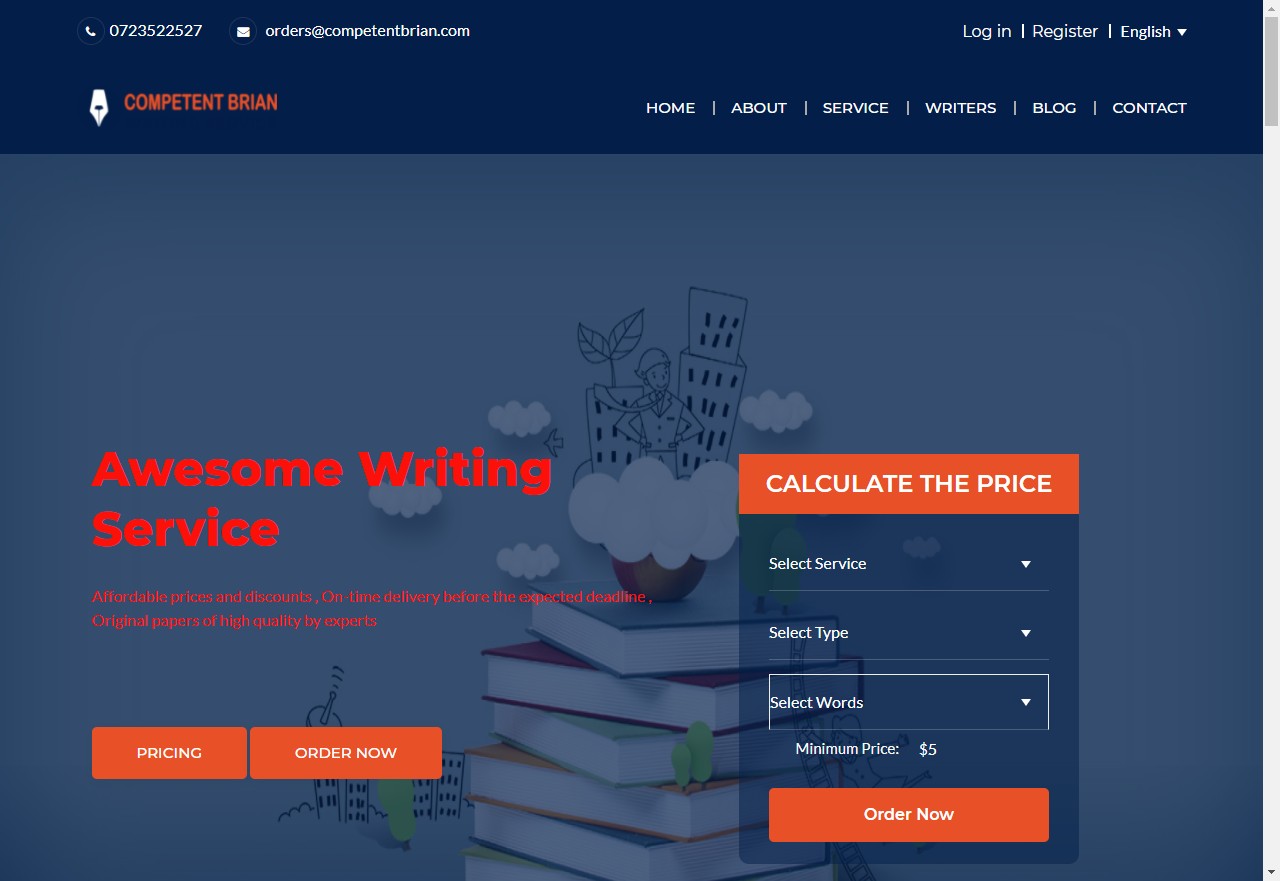 0723522527 orders@competentbrian.com Log in Register English
COMPETENT BRIAN
HOME | ABOUT | SERVICE | WRITERS | BLOG | CONTACT
Awesome Writing
Service
Affordable prices and discounts , On-time delivery before the expected deadline ,
Original papers of high quality by experts
PRICING ORDER NOW
CALCULATE THE PRICE
Select Service
Select Type
Select Words
Minimum Price: $5
Order Now